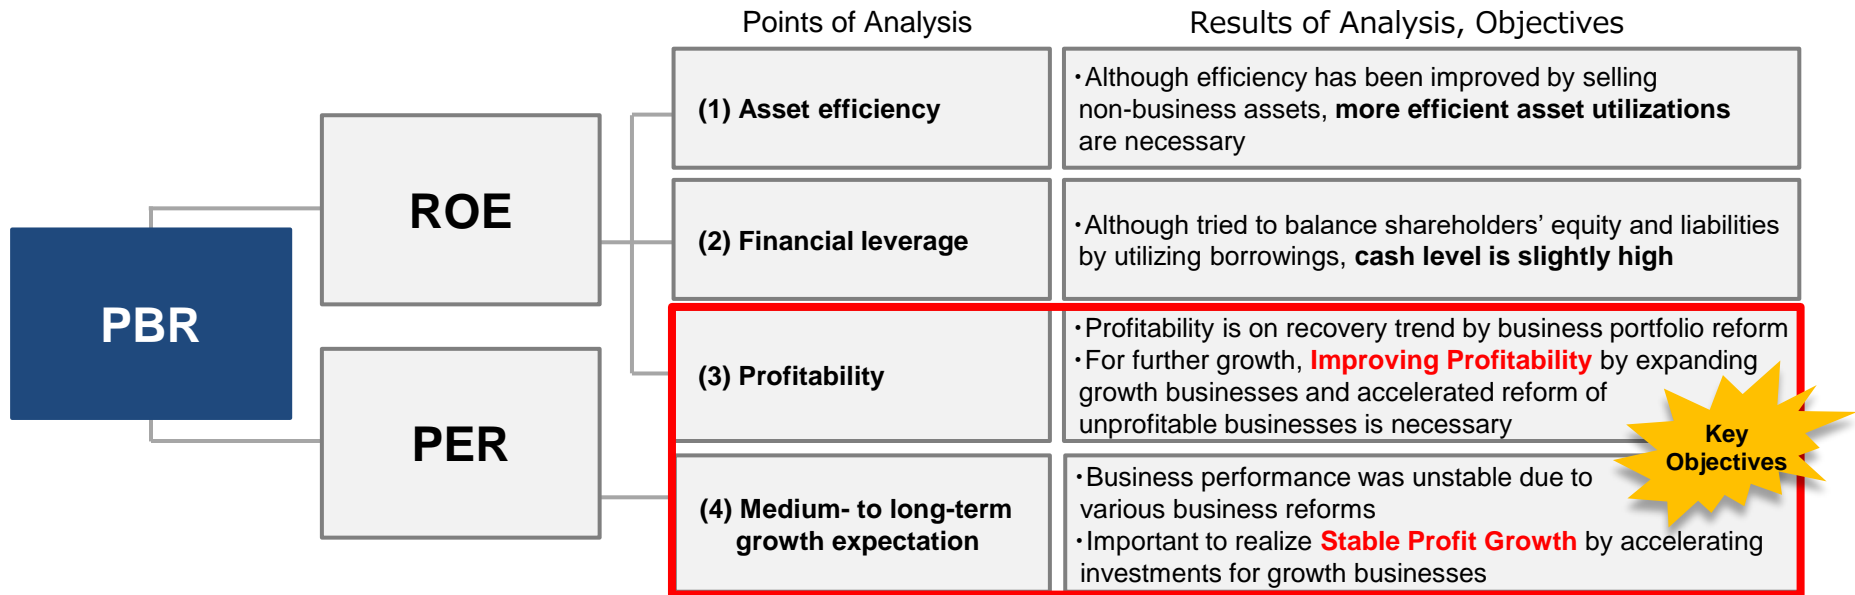 Points of Analysis
Results of Analysis, Objectives
PBR
ROE
PER
(1) Asset efficiency
・Although efficiency has been improved by selling
non-business assets, more efficient asset utilizations
are necessary
(2) Financial leverage
・Although tried to balance shareholders’ equity and liabilities
by utilizing borrowings, cash level is slightly high
(3) Profitability
・Profitability is on recovery trend by business portfolio reform
・For further growth, Improving Profitability by expanding
growth businesses and accelerated reform of
unprofitable businesses is necessary
(4) Medium- to long-term
growth expectation
・Business performance was unstable due to
various business reforms
・Important to realize Stable Profit Growth by accelerating
investments for growth businesses
Key
Objectives